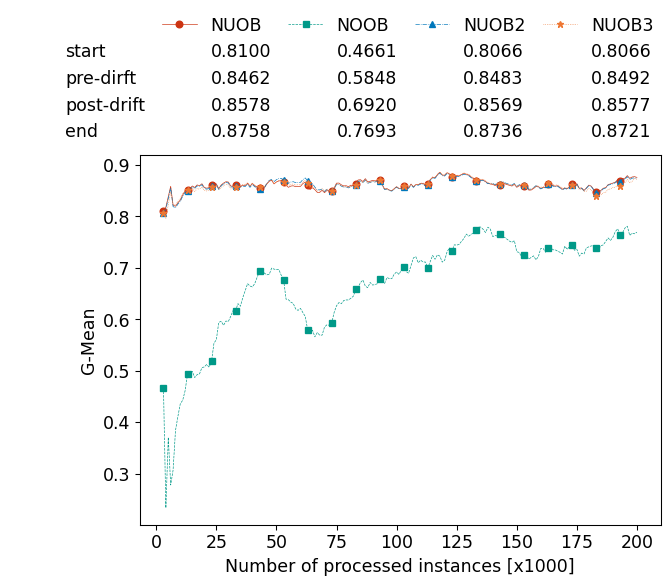 NUOB NOOB NUOB2 NUOB3
start 0.8100 0.4661 0.8066 0.8066
pre-dirft 0.8462 0.5848 0.8483 0.8492
post-drift 0.8578 0.6920 0.8569 0.8577
end 0.8758 0.7693 0.8736 0.8721
0.9
0.8
0.7
0.6
0.5
0.4
0.3
G-Mean
0 25 50 75 100 125 150 175 200
Number of processed instances [x1000]